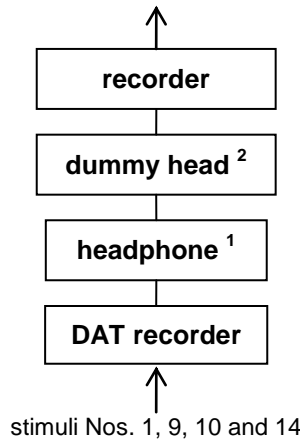 recorder
dummy head ²
headphone ¹
DAT recorder
stimuli Nos. 1, 9, 10 and 14